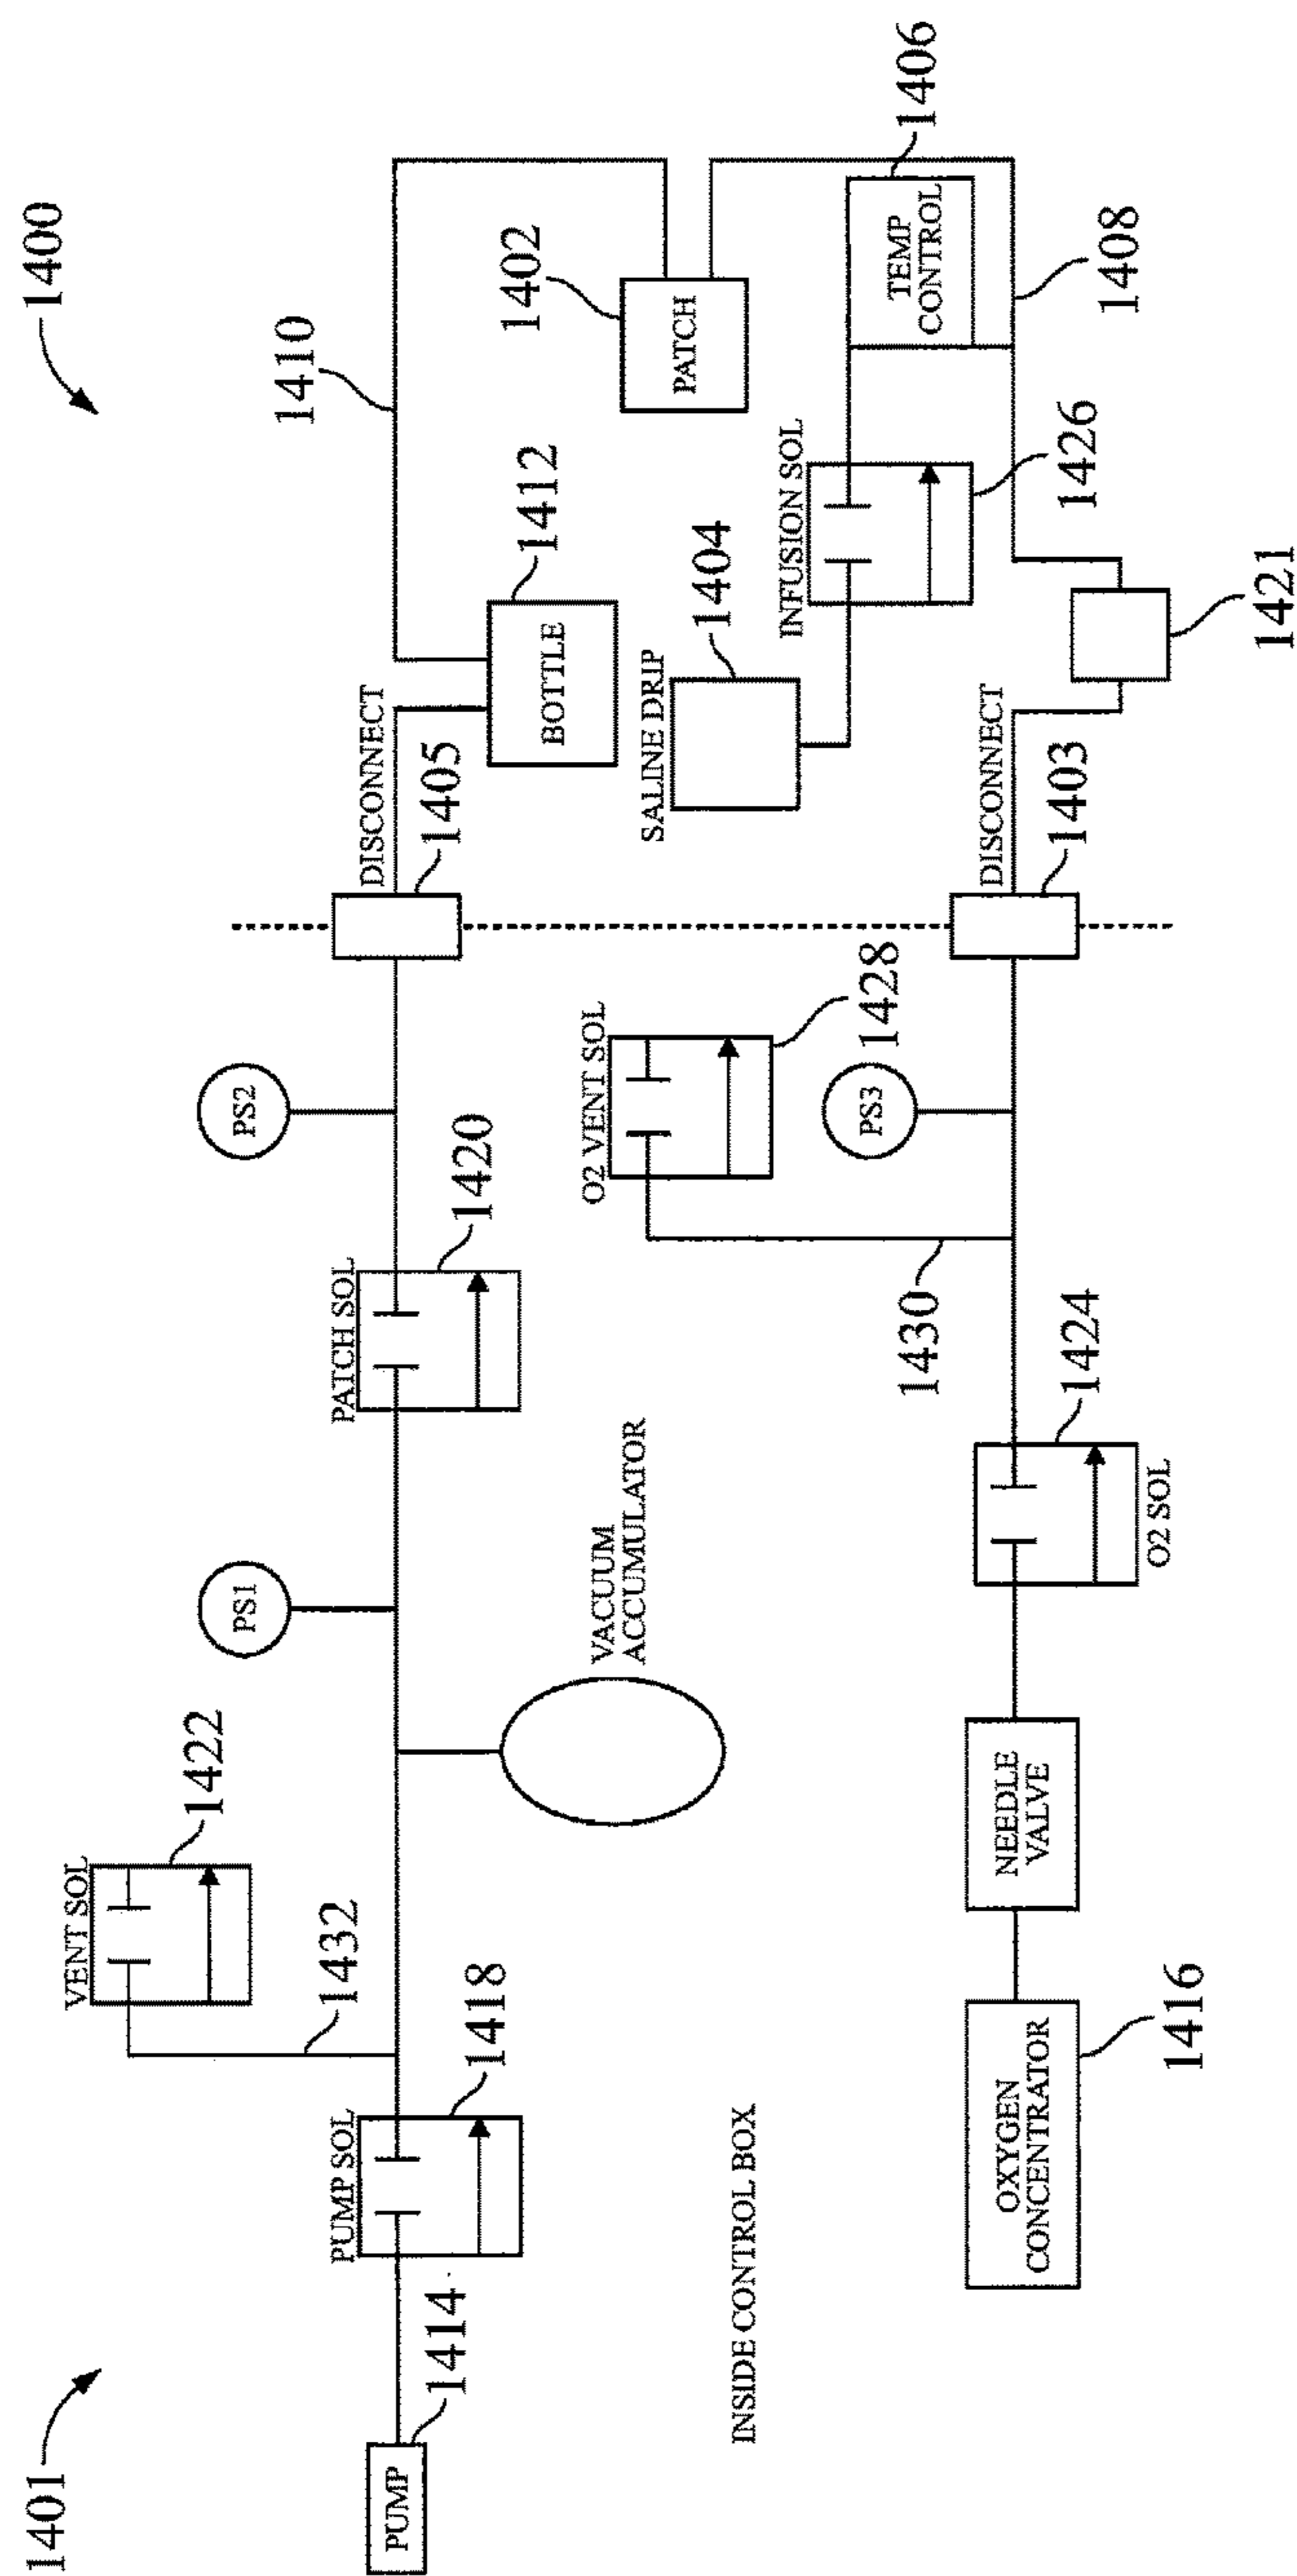 1400
1401
1410
1402
PATCH
1406
TEMP
CONTROL
1408
1412
BOTTLE
DISCONNECT
1405
SALINE DRIP
1404
INFUSION SOL
1426
1421
DISCONNECT
1403
PS2
PATCH SOL
1420
O2 VENT SOL
1428
PS3
1430
1424
O2 SOL
PS1
VACUUM
ACCUMULATOR
VENT SOL
1422
1432
PUMP SOL
1418
PUMP
1414
INSIDE CONTROL BOX
NEEDLE
VALVE
OXYGEN
CONCENTRATOR
1416